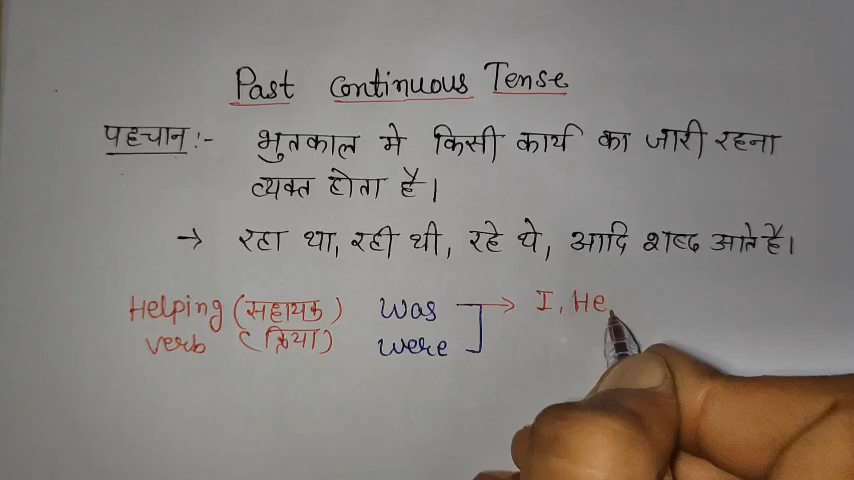 Past Continuous Tense
पहचान :- भुतकाल मे किसी कार्य का जारी रहना
व्यक्त होता है।
→ रहा था, रही थी, रहे थे, आदि शब्द आते है।
Helping (सहायक) was → I, He
verb (क्रिया) were